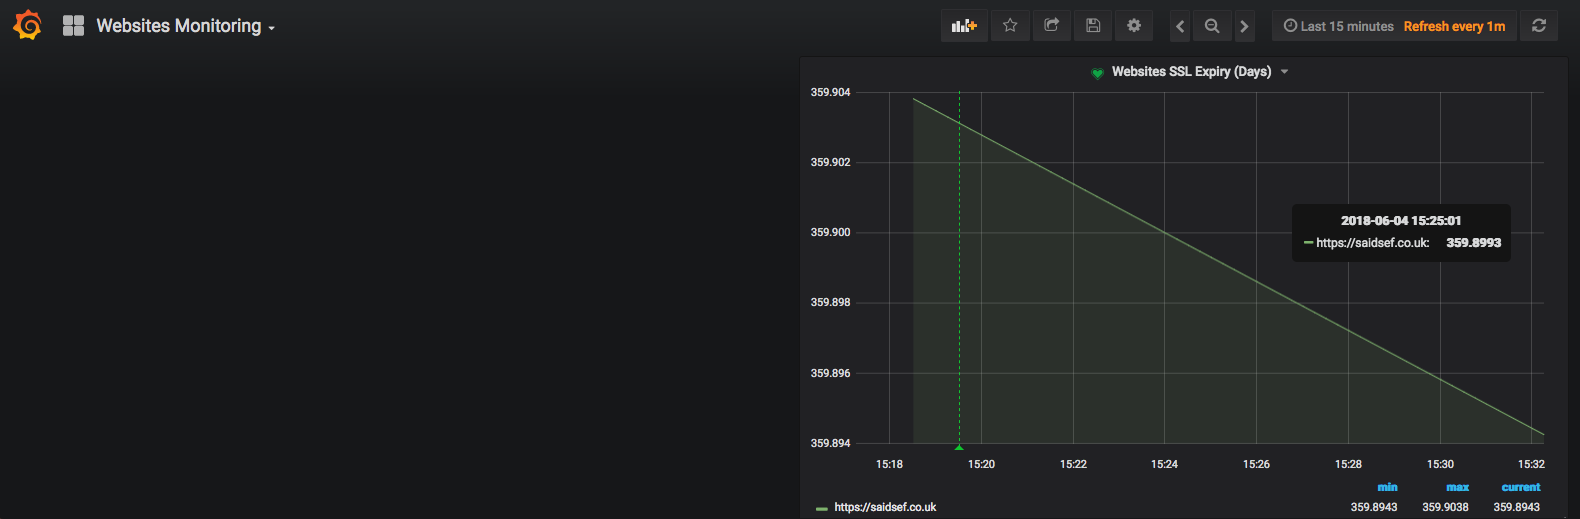 Websites Monitoring
Last 15 minutes Refresh every 1m
Websites SSL Expiry (Days)
359.904
359.902
359.900
359.898
359.896
359.894
2018-06-04 15:25:01
https://saidsef.co.uk: 359.8993
15:18 15:20 15:22 15:24 15:26 15:28 15:30 15:32
min max current
https://saidsef.co.uk 359.8943 359.9038 359.8943